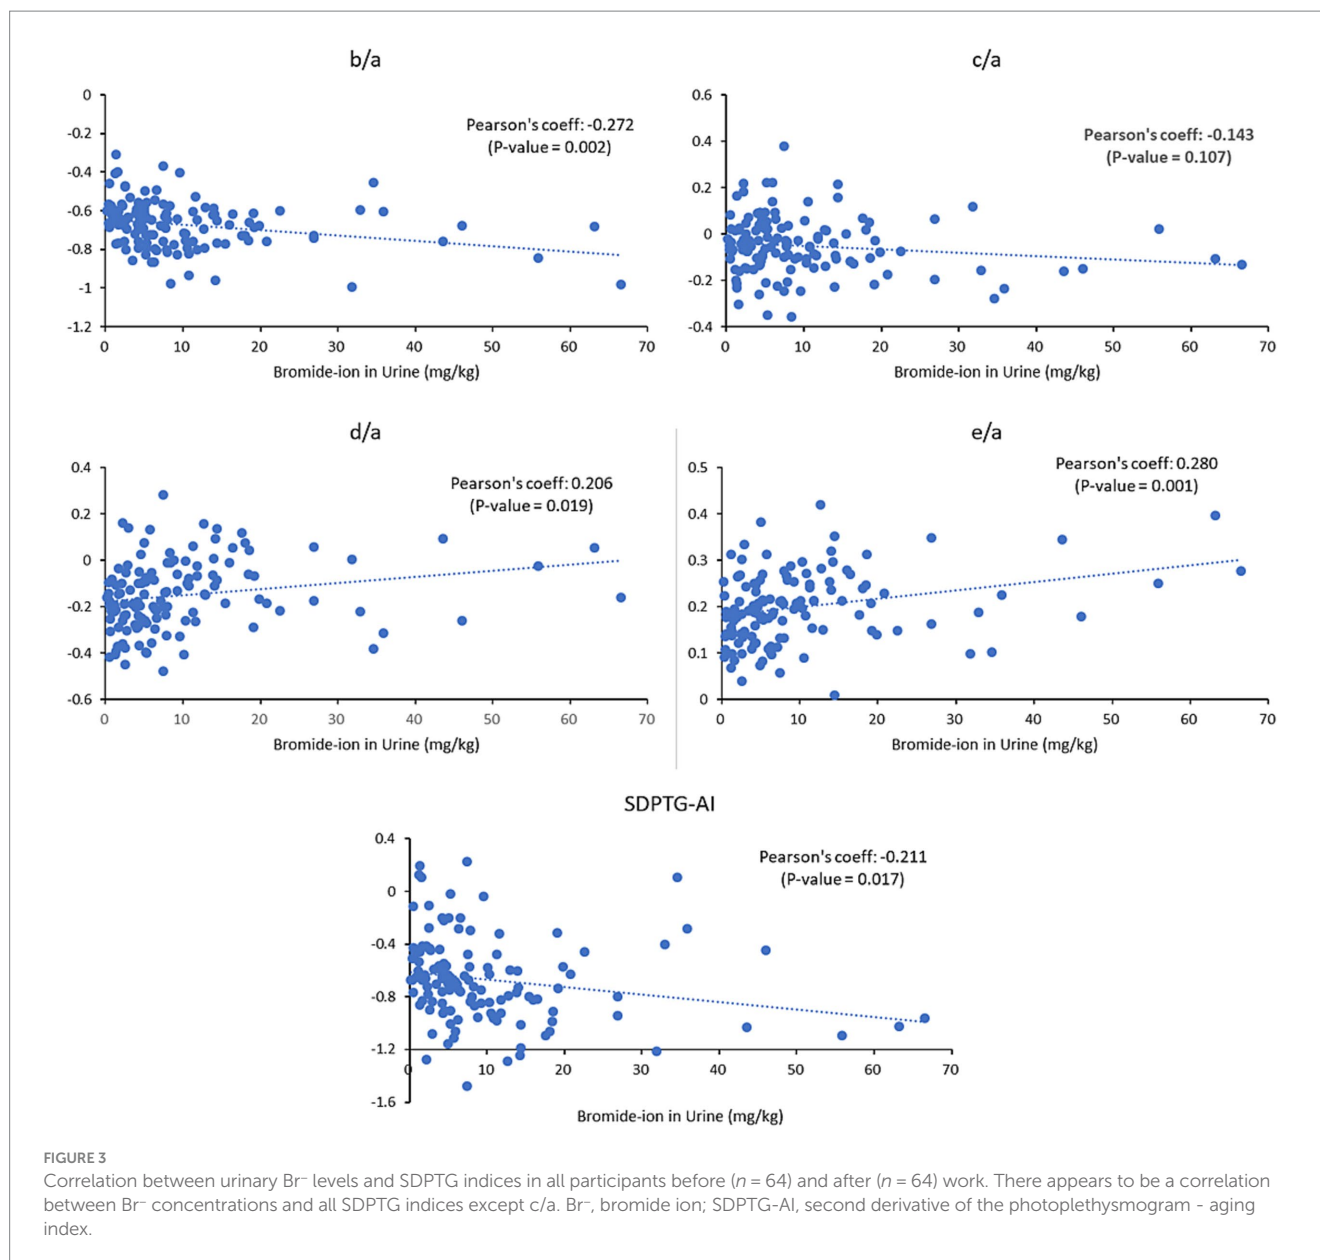 b/a
0
-0.2
-0.4
-0.6
-0.8
-1
-1.2
Pearson's coeff: -0.272
(P-value = 0.002)
0 10 20 30 40 50 60 70
Bromide-ion in Urine (mg/kg)
c/a
0.6
0.4
0.2
0
-0.2
-0.4
Pearson's coeff: -0.143
(P-value = 0.107)
0 10 20 30 40 50 60 70
Bromide-ion in Urine (mg/kg)
d/a
0.4
0.2
0
-0.2
-0.4
-0.6
Pearson's coeff: 0.206
(P-value = 0.019)
0 10 20 30 40 50 60 70
Bromide-ion in Urine (mg/kg)
e/a
0.5
0.4
0.3
0.2
0.1
0
Pearson's coeff: 0.280
(P-value = 0.001)
0 10 20 30 40 50 60 70
Bromide-ion in Urine (mg/kg)
SDPTG-AI
0.4
0
-0.4
-0.8
-1.2
-1.6
Pearson's coeff: -0.211
(P-value = 0.017)
0 10 20 30 40 50 60 70
Bromide-ion in Urine (mg/kg)
FIGURE 3
Correlation between urinary Br⁻ levels and SDPTG indices in all participants before (n = 64) and after (n = 64) work. There appears to be a correlation
between Br⁻ concentrations and all SDPTG indices except c/a. Br⁻, bromide ion; SDPTG-AI, second derivative of the photoplethysmogram - aging
index.